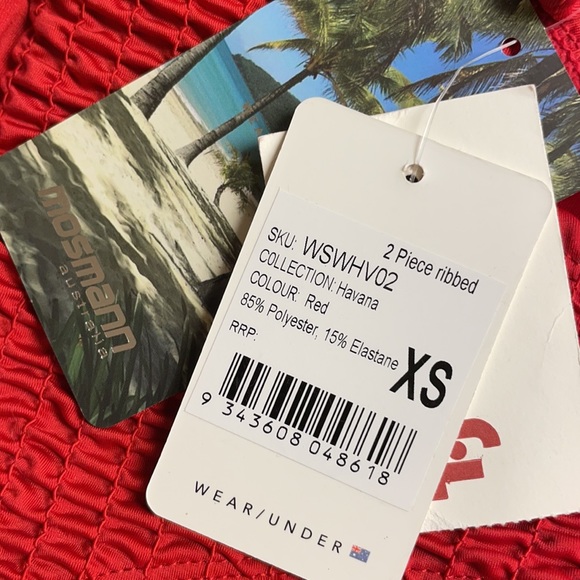 mosmann
australia
SKU: WSWHV02
2 Piece ribbed
COLLECTION: Havana
COLOUR: Red
85% Polyester, 15% Elastane
RRP:
XS
9 343608 048618
WEAR/UNDER